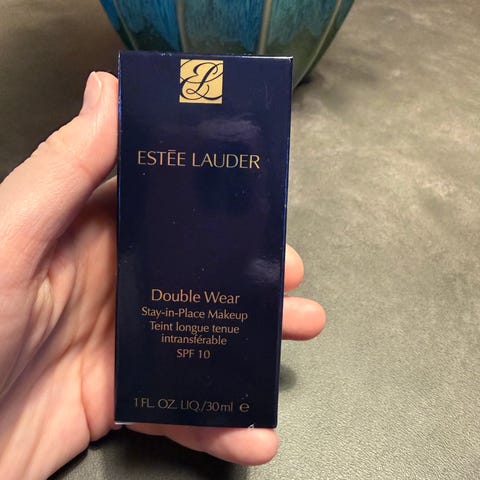 EL
ESTĒE LAUDER
Double Wear
Stay-in-Place Makeup
Teint longue tenue
intransférable
SPF 10
1 FL. OZ. LIQ./30ml e